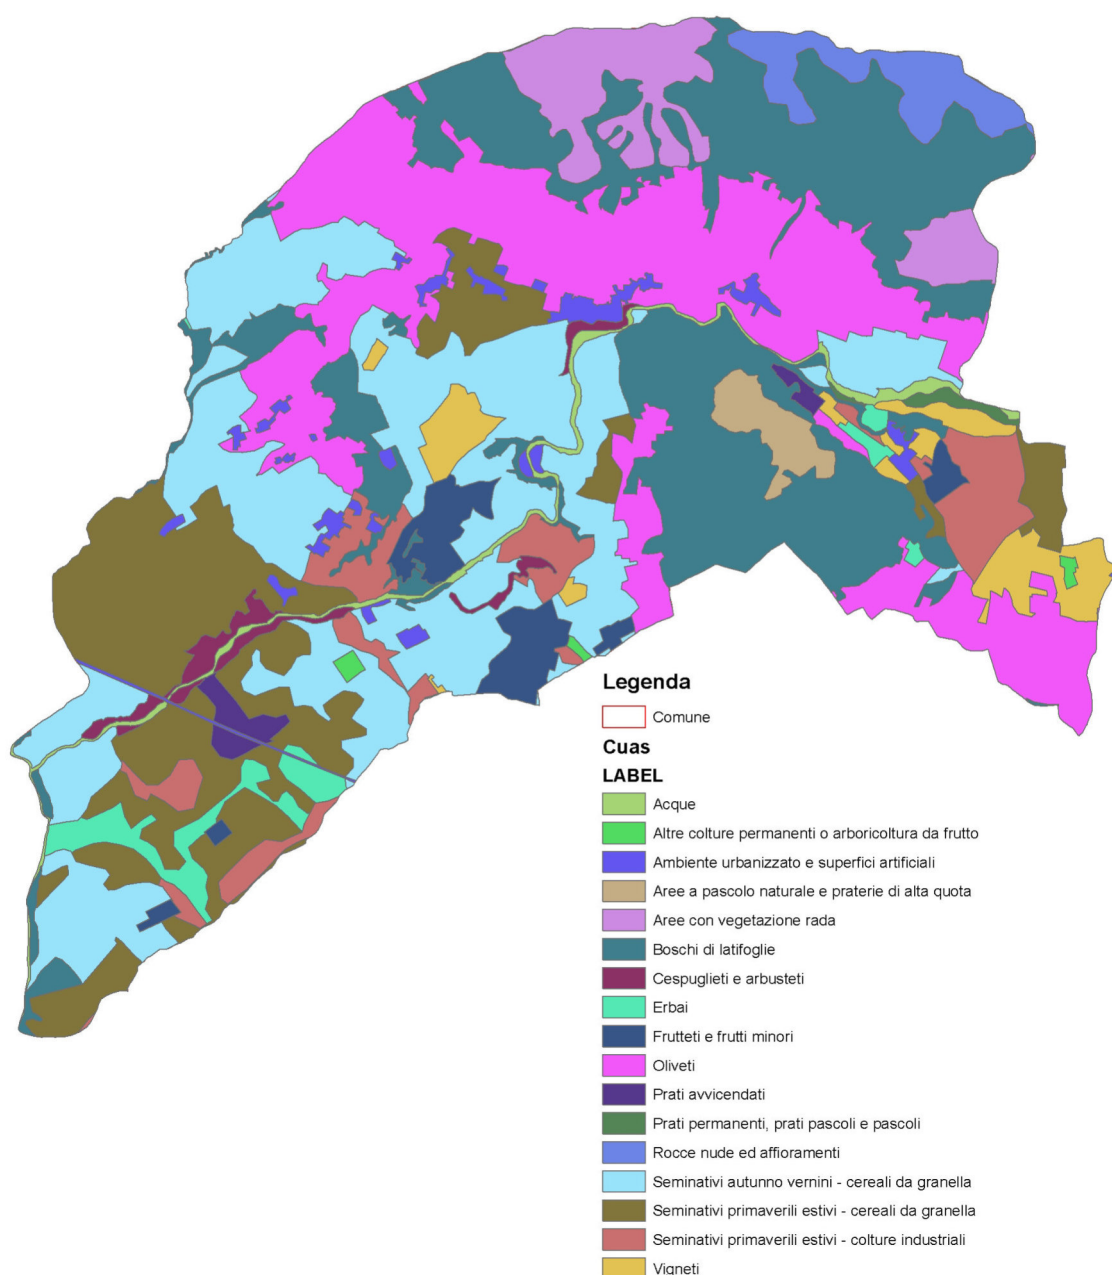 Legenda
Comune
Cuas
LABEL
Acque
Altre colture permanenti o arboricoltura da frutto
Ambiente urbanizzato e superfici artificiali
Aree a pascolo naturale e praterie di alta quota
Aree con vegetazione rada
Boschi di latifoglie
Cespuglieti e arbusteti
Erbai
Frutteti e frutti minori
Oliveti
Prati avvicendati
Prati permanenti, prati pascoli e pascoli
Rocce nude ed affioramenti
Seminativi autunno vernini - cereali da granella
Seminativi primaverili estivi - cereali da granella
Seminativi primaverili estivi - colture industriali
Vigneti